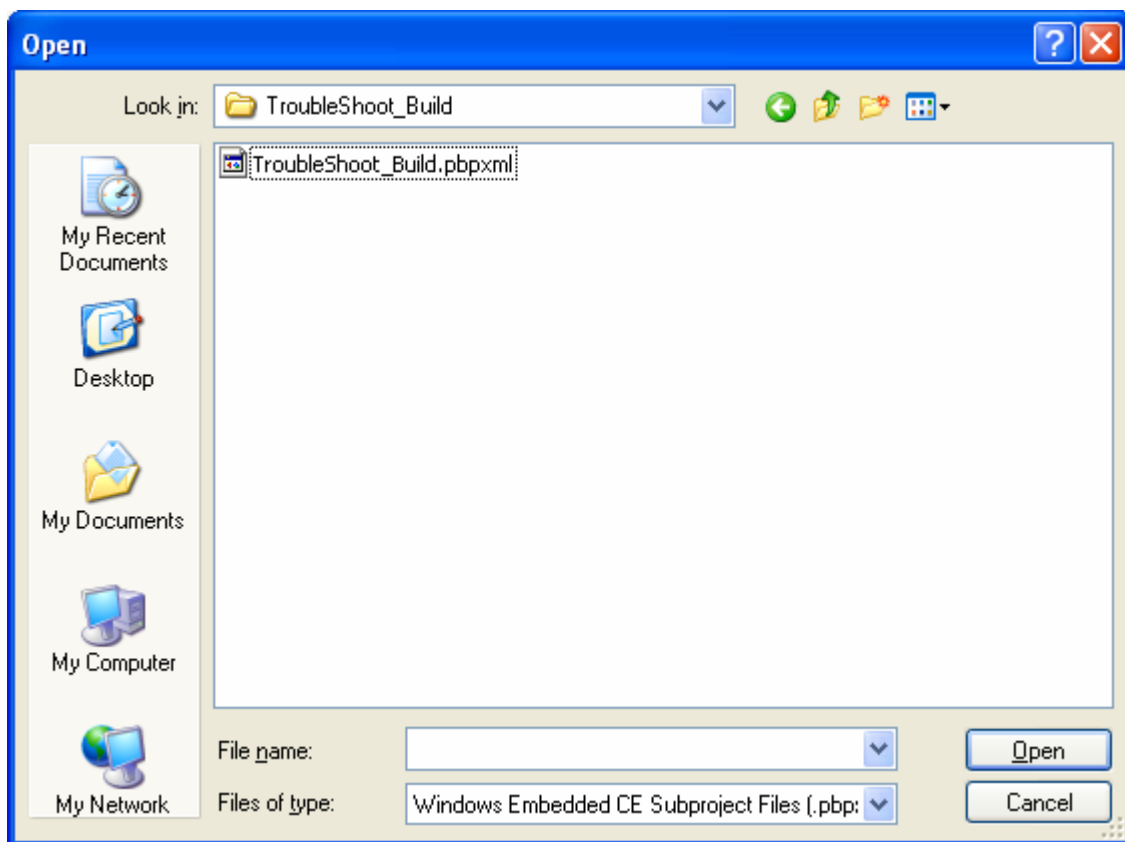 Open
Look in: TroubleShoot_Build
TroubleShoot_Build.pbpxml
My Recent
Documents
Desktop
My Documents
My Computer
My Network
File name:
Open
Files of type: Windows Embedded CE Subproject Files (.pbp
Cancel